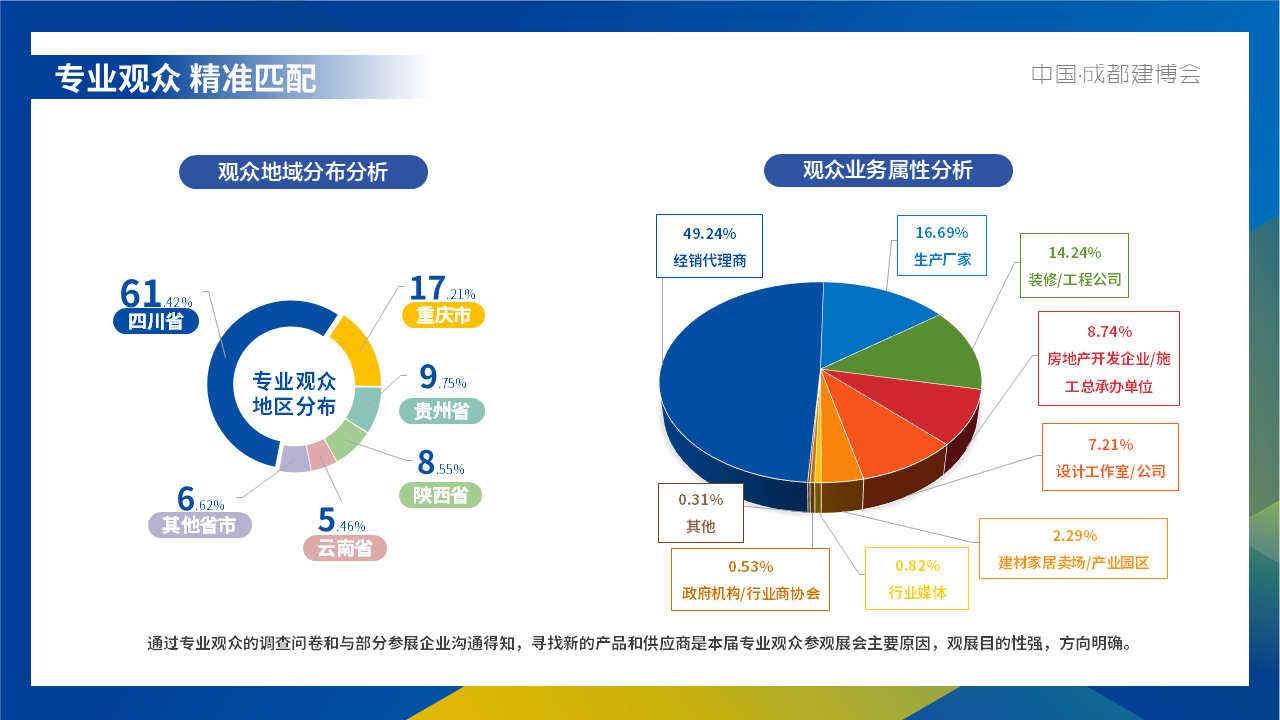 专业观众 精准匹配
中国·成都建博会
观众地域分布分析
61.42%
四川省
17.21%
重庆市
9.75%
贵州省
专业观众
地区分布
8.55%
陕西省
6.62%
其他省市
5.46%
云南省
观众业务属性分析
49.24%
经销代理商
16.69%
生产厂家
14.24%
装修/工程公司
8.74%
房地产开发企业/施
工总承办单位
7.21%
设计工作室/公司
2.29%
建材家居卖场/产业园区
0.82%
行业媒体
0.53%
政府机构/行业商协会
0.31%
其他
通过专业观众的调查问卷和与部分参展企业沟通得知，寻找新的产品和供应商是本届专业观众参观展会主要原因，观展目的性强，方向明确。